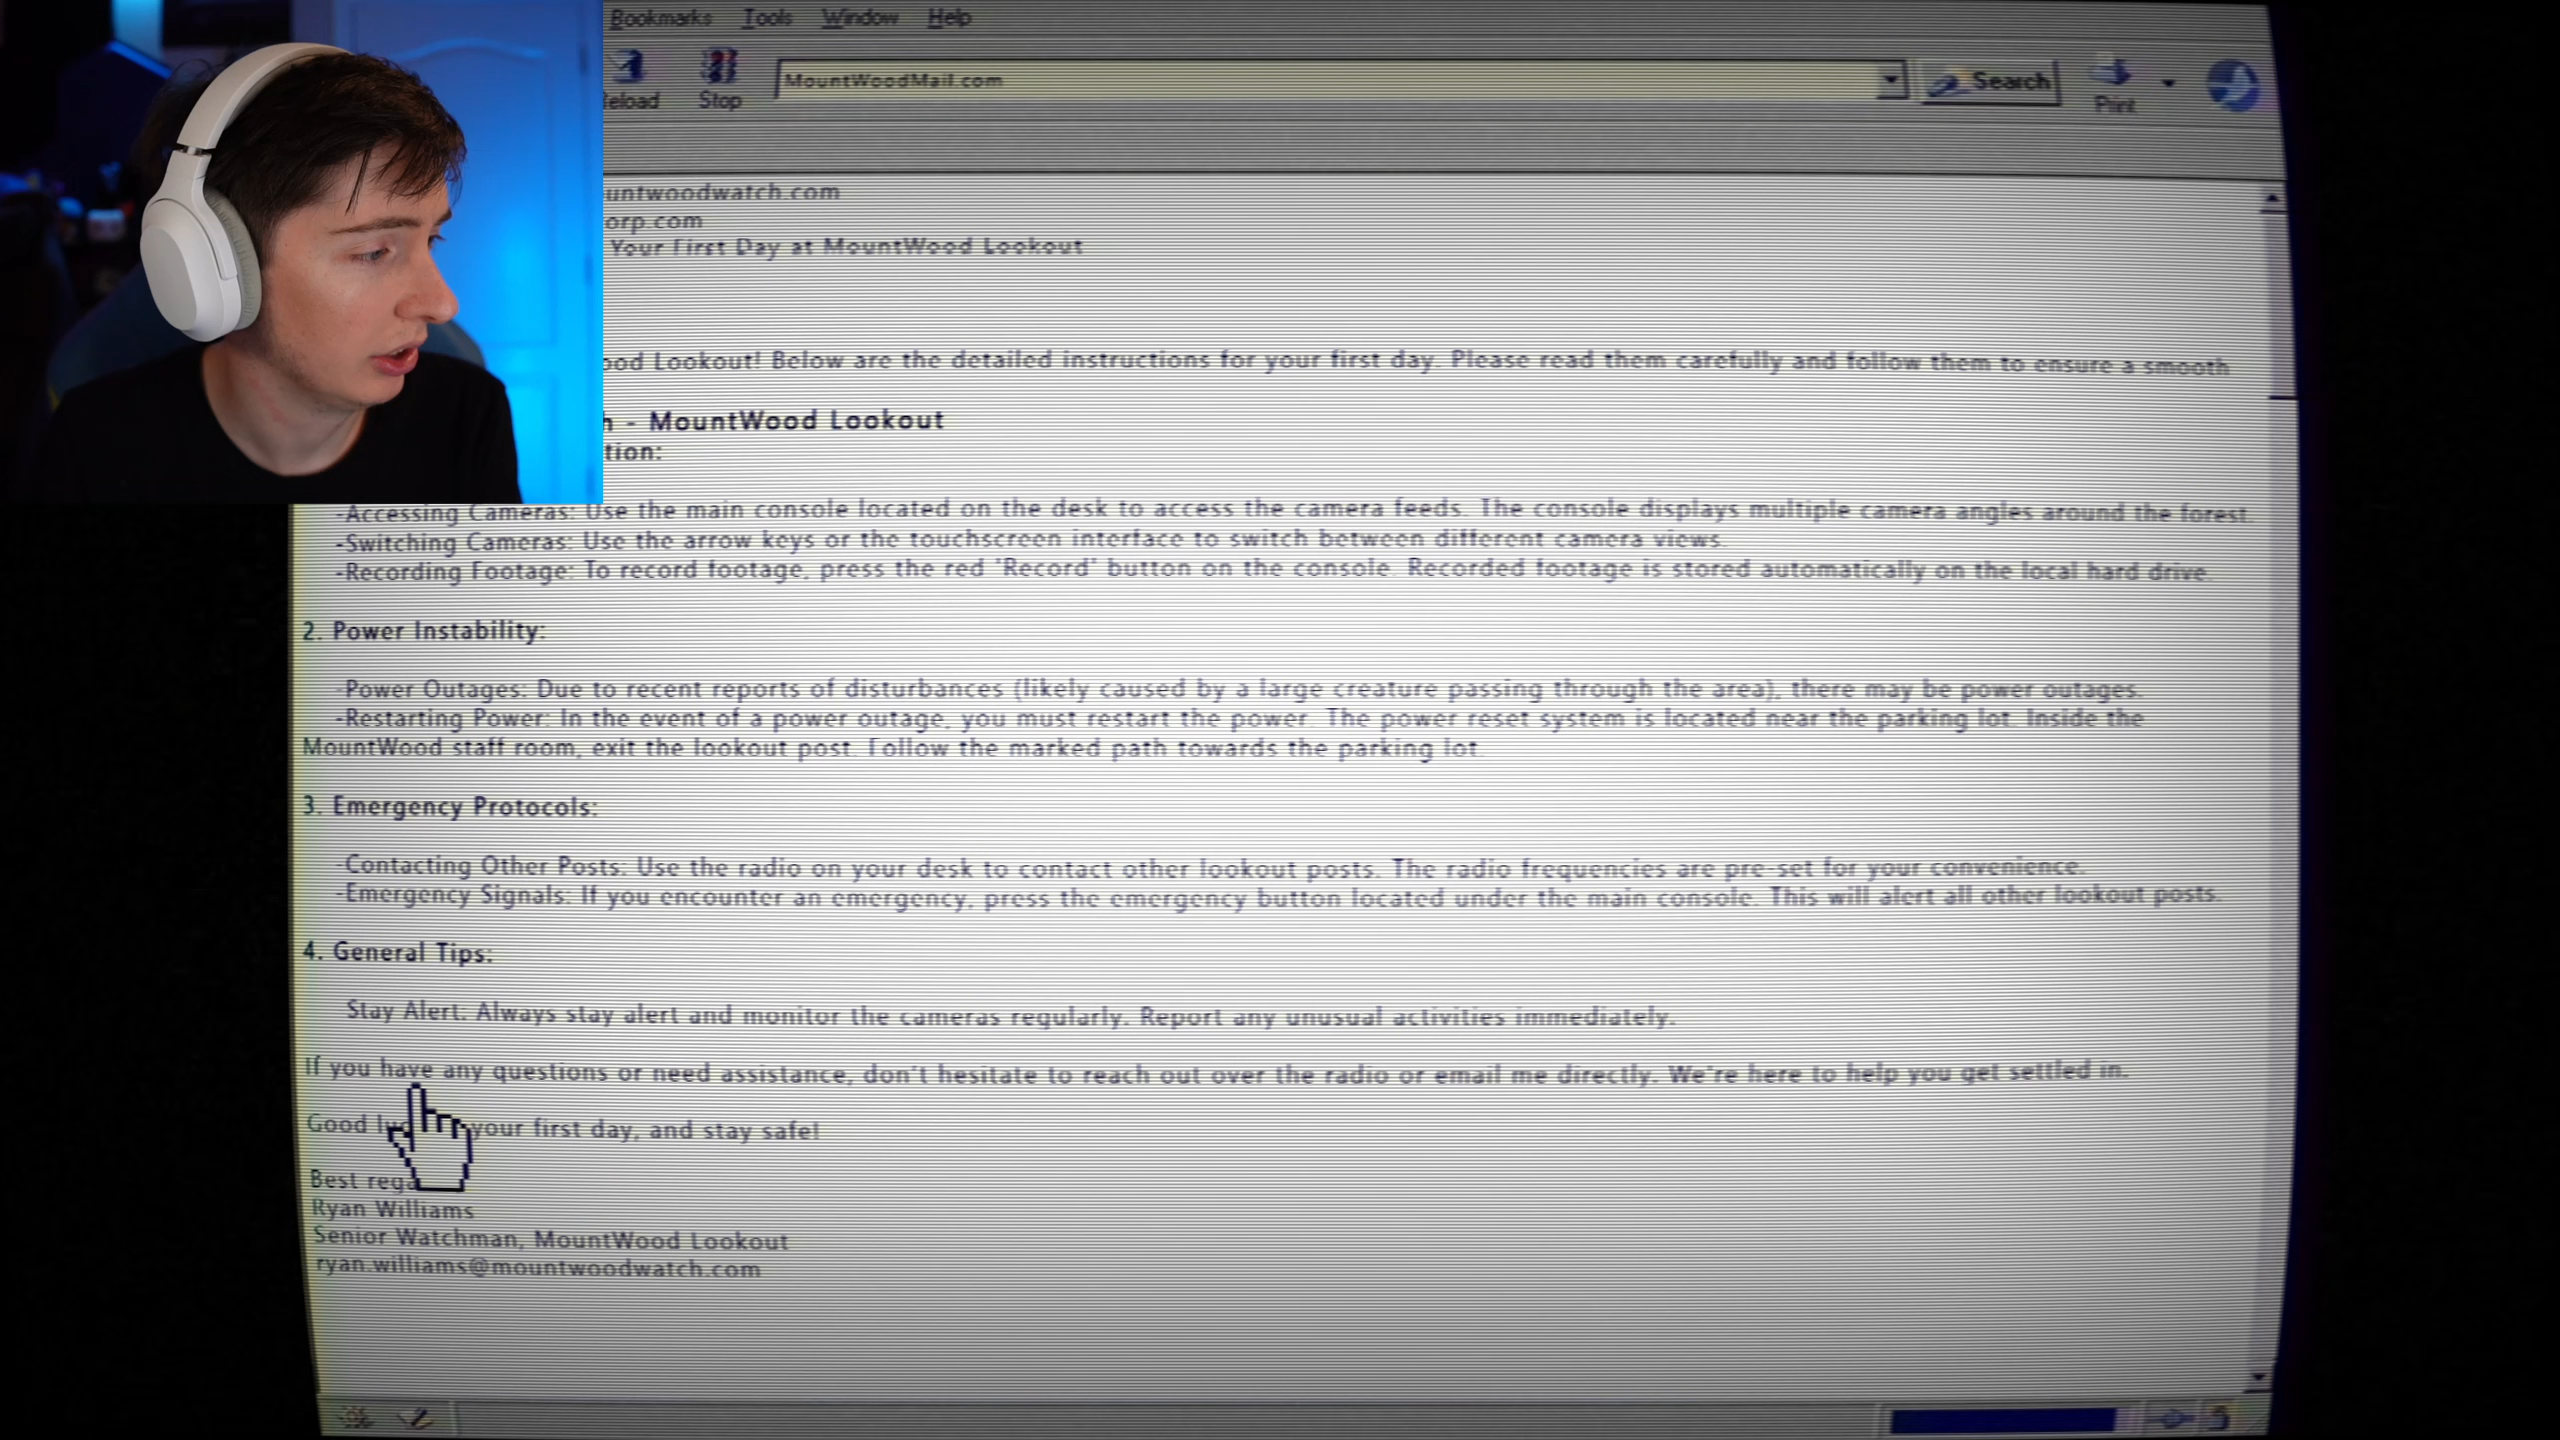 Bookmarks Tools Window Help
Reload Stop MountWoodMail.com Search Print
untwoodwatch.com
orp.com
Your First Day at MountWood Lookout
ood Lookout! Below are the detailed instructions for your first day. Please read them carefully and follow them to ensure a smooth
h - MountWood Lookout
tion:
-Accessing Cameras: Use the main console located on the desk to access the camera feeds. The console displays multiple camera angles around the forest.
-Switching Cameras: Use the arrow keys or the touchscreen interface to switch between different camera views.
-Recording Footage: To record footage, press the red 'Record' button on the console. Recorded footage is stored automatically on the local hard drive.
2. Power Instability:
-Power Outages: Due to recent reports of disturbances (likely caused by a large creature passing through the area), there may be power outages.
-Restarting Power: In the event of a power outage, you must restart the power. The power reset system is located near the parking lot. Inside the
MountWood staff room, exit the lookout post. Follow the marked path towards the parking lot.
3. Emergency Protocols:
-Contacting Other Posts: Use the radio on your desk to contact other lookout posts. The radio frequencies are pre-set for your convenience.
-Emergency Signals: If you encounter an emergency, press the emergency button located under the main console. This will alert all other lookout posts.
4. General Tips:
Stay Alert: Always stay alert and monitor the cameras regularly. Report any unusual activities immediately.
If you have any questions or need assistance, don't hesitate to reach out over the radio or email me directly. We're here to help you get settled in.
Good lu your first day, and stay safe!
Best rega
Ryan Williams
Senior Watchman, MountWood Lookout
ryan.williams@mountwoodwatch.com